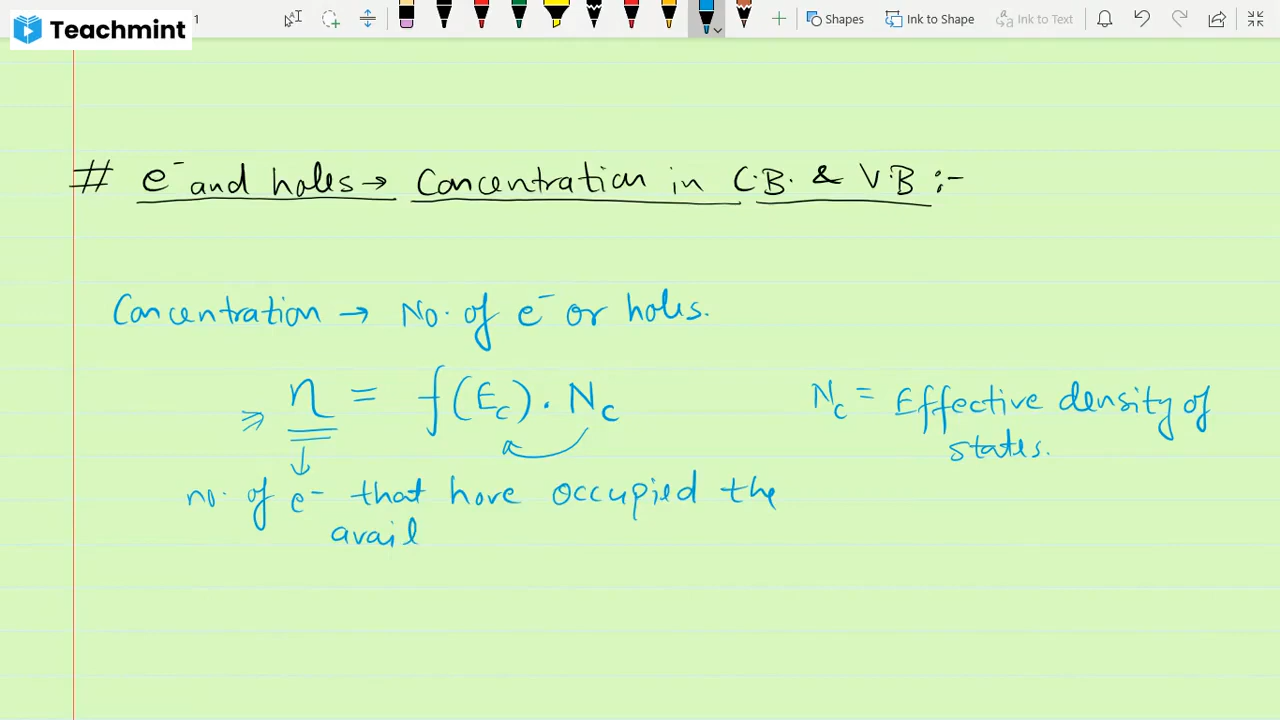 Teachmint
1
Shapes
Ink to Shape
Ink to Text
# e⁻ and holes → Concentration in C.B. & V.B :-
Concentration → No. of e⁻ or holes.
⇒ n = f(Ec) . Nc
Nc = Effective density of
states.
no. of e⁻ that have occupied the
avail